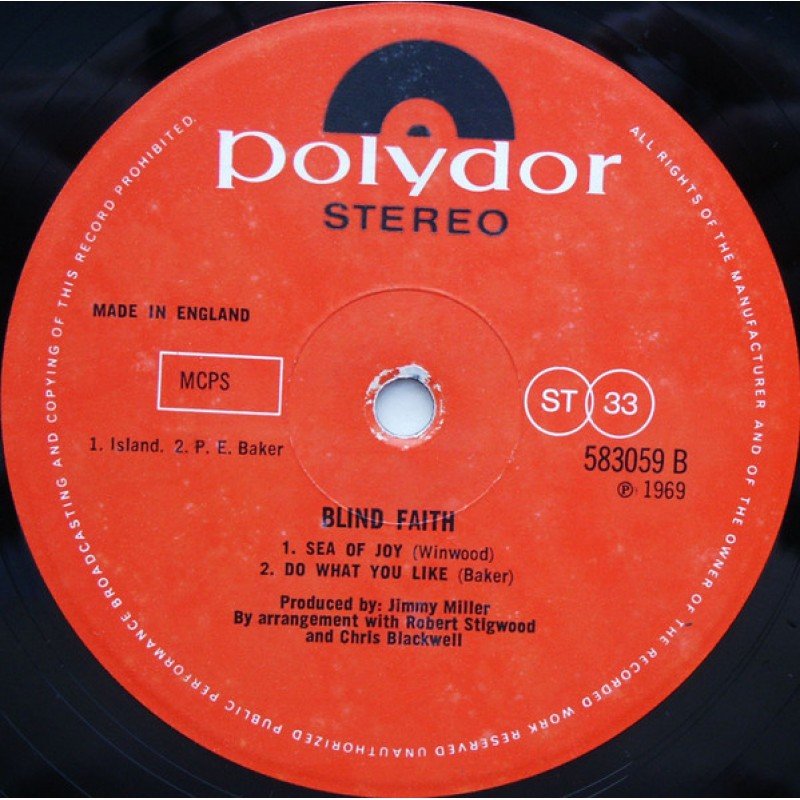 polydor
STEREO
MADE IN ENGLAND
MCPS
1. Island. 2. P. E. Baker
ST 33
583059 B
℗ 1969
BLIND FAITH
1. SEA OF JOY (Winwood)
2. DO WHAT YOU LIKE (Baker)
Produced by: Jimmy Miller
By arrangement with Robert Stigwood
and Chris Blackwell
ALL RIGHTS OF THE MANUFACTURER AND OF THE OWNER OF THE RECORDED WORK RESERVED UNAUTHORIZED PUBLIC PERFORMANCE BROADCASTING AND COPYING OF THIS RECORD PROHIBITED.